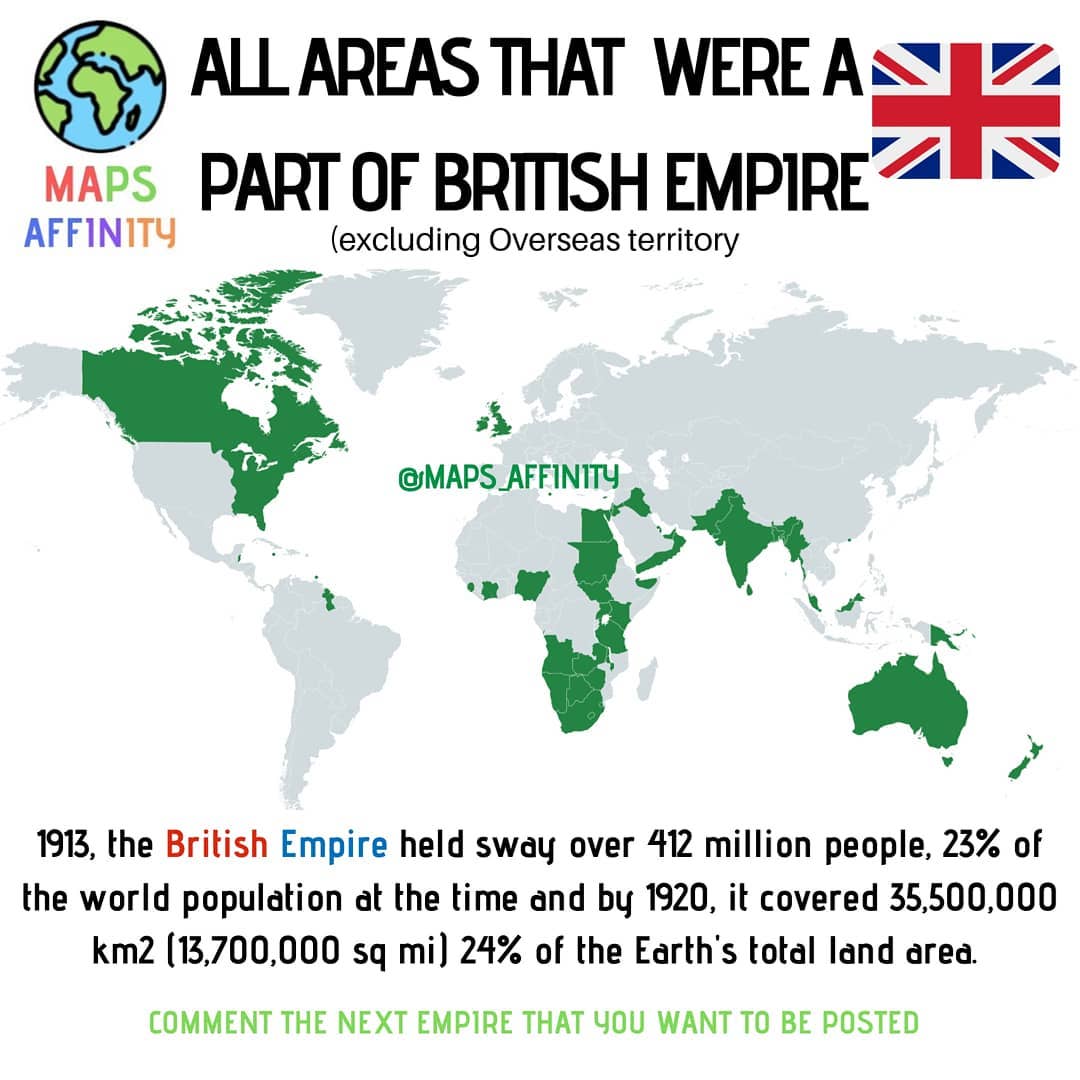 ALL AREAS THAT WERE A
PART OF BRITISH EMPIRE
(excluding Overseas territory
MAPS
AFFINITY
@MAPS_AFFINITY
1913, the British Empire held sway over 412 million people, 23% of
the world population at the time and by 1920, it covered 35,500,000
km2 (13,700,000 sq mi) 24% of the Earth's total land area.
COMMENT THE NEXT EMPIRE THAT YOU WANT TO BE POSTED